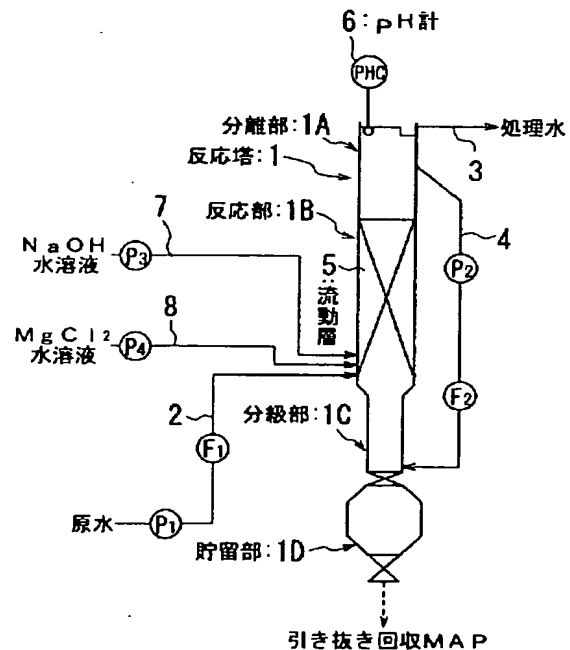 6:pH計
PHC
分離部:1A
処理水
反応塔:1
3
7
反応部:1B
4
NaOH
水溶液
P3
5:流動層
P2
8
MgCl2
水溶液
P4
2
分級部:1C
F2
F1
原水
P1
貯留部:1D
引き抜き回収MAP